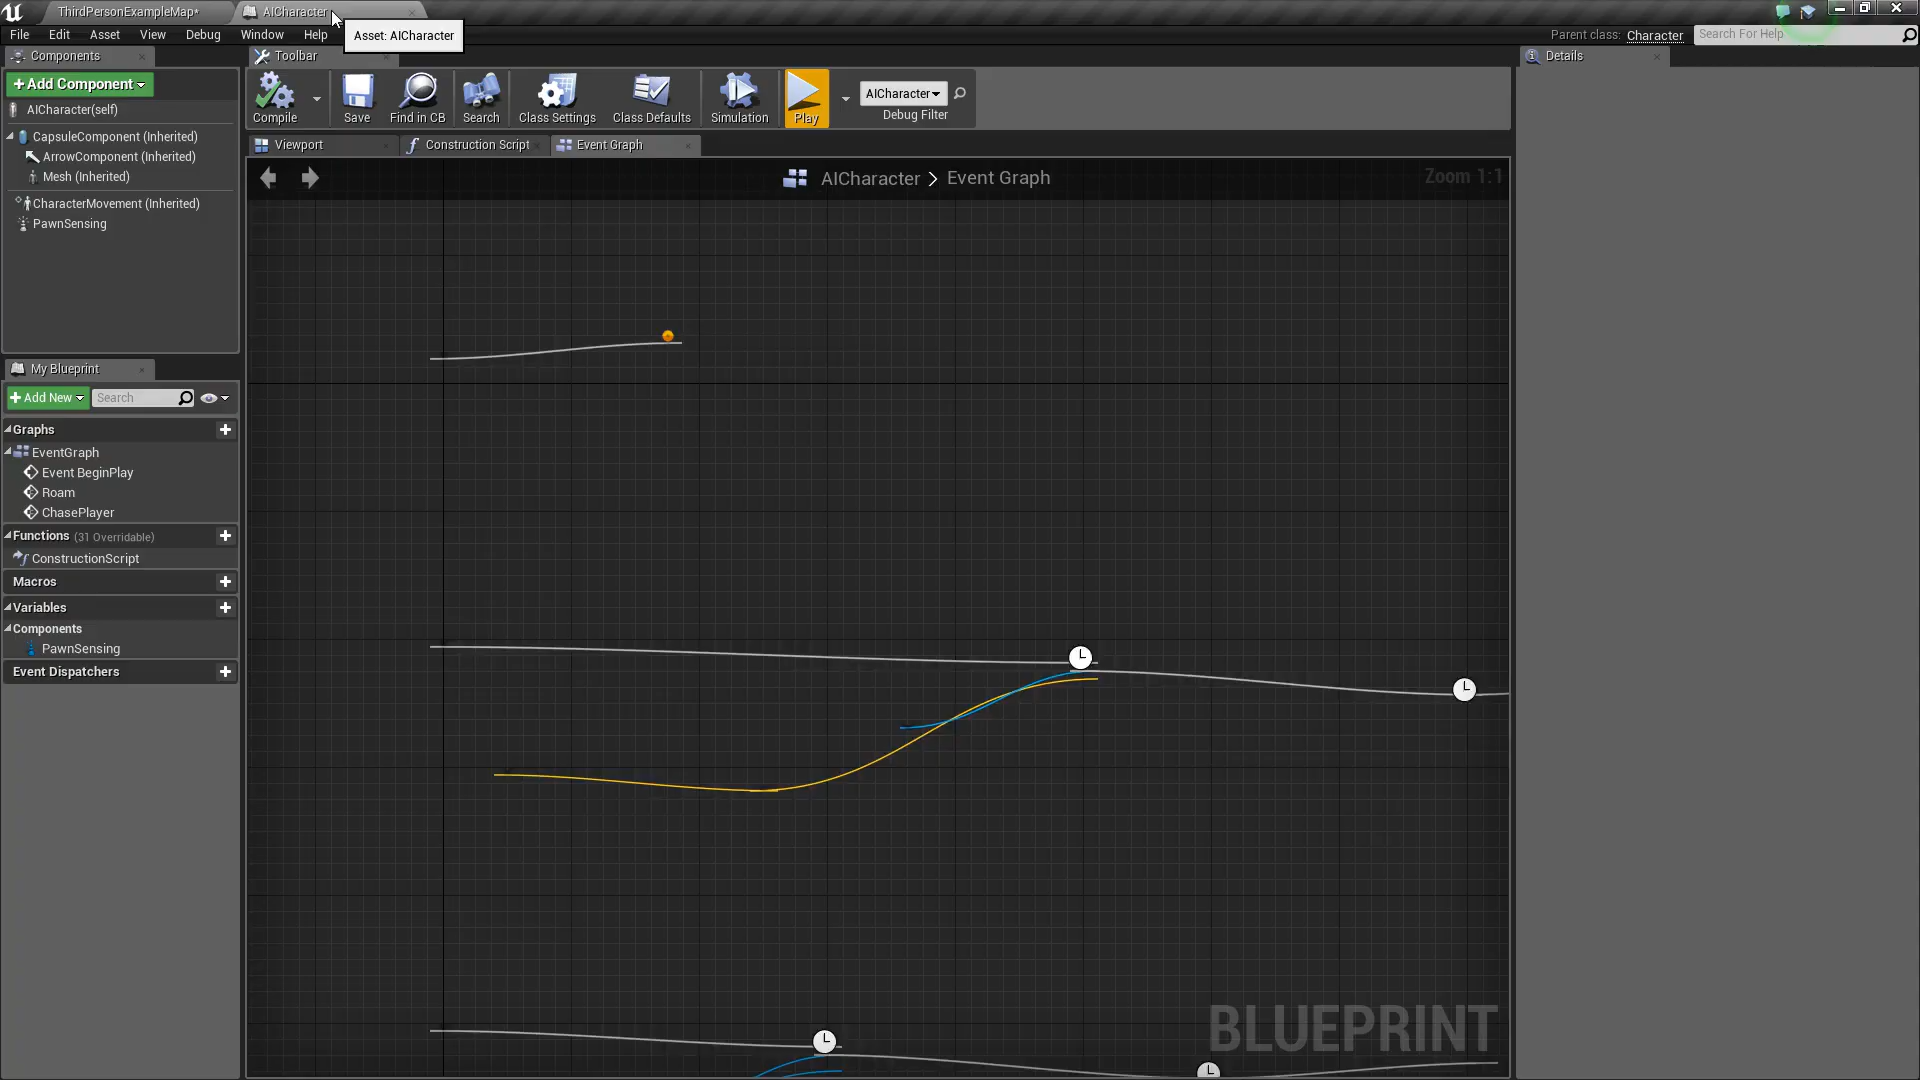 ThirdPersonExampleMap*
AICharacter
File Edit Asset View Debug Window Help
Asset: AICharacter
Parent class: Character
Search For Help
Components
Toolbar
Details
Add Component
AICharacter(self)
CapsuleComponent (Inherited)
ArrowComponent (Inherited)
Mesh (Inherited)
CharacterMovement (Inherited)
PawnSensing
Compile
Save
Find in CB
Search
Class Settings
Class Defaults
Simulation
Play
AICharacter
Debug Filter
Viewport
Construction Script
Event Graph
AICharacter > Event Graph
Zoom 1:1
My Blueprint
Add New
Search
Graphs
EventGraph
Event BeginPlay
Roam
ChasePlayer
Functions (31 Overridable)
ConstructionScript
Macros
Variables
Components
PawnSensing
Event Dispatchers
BLUEPRINT